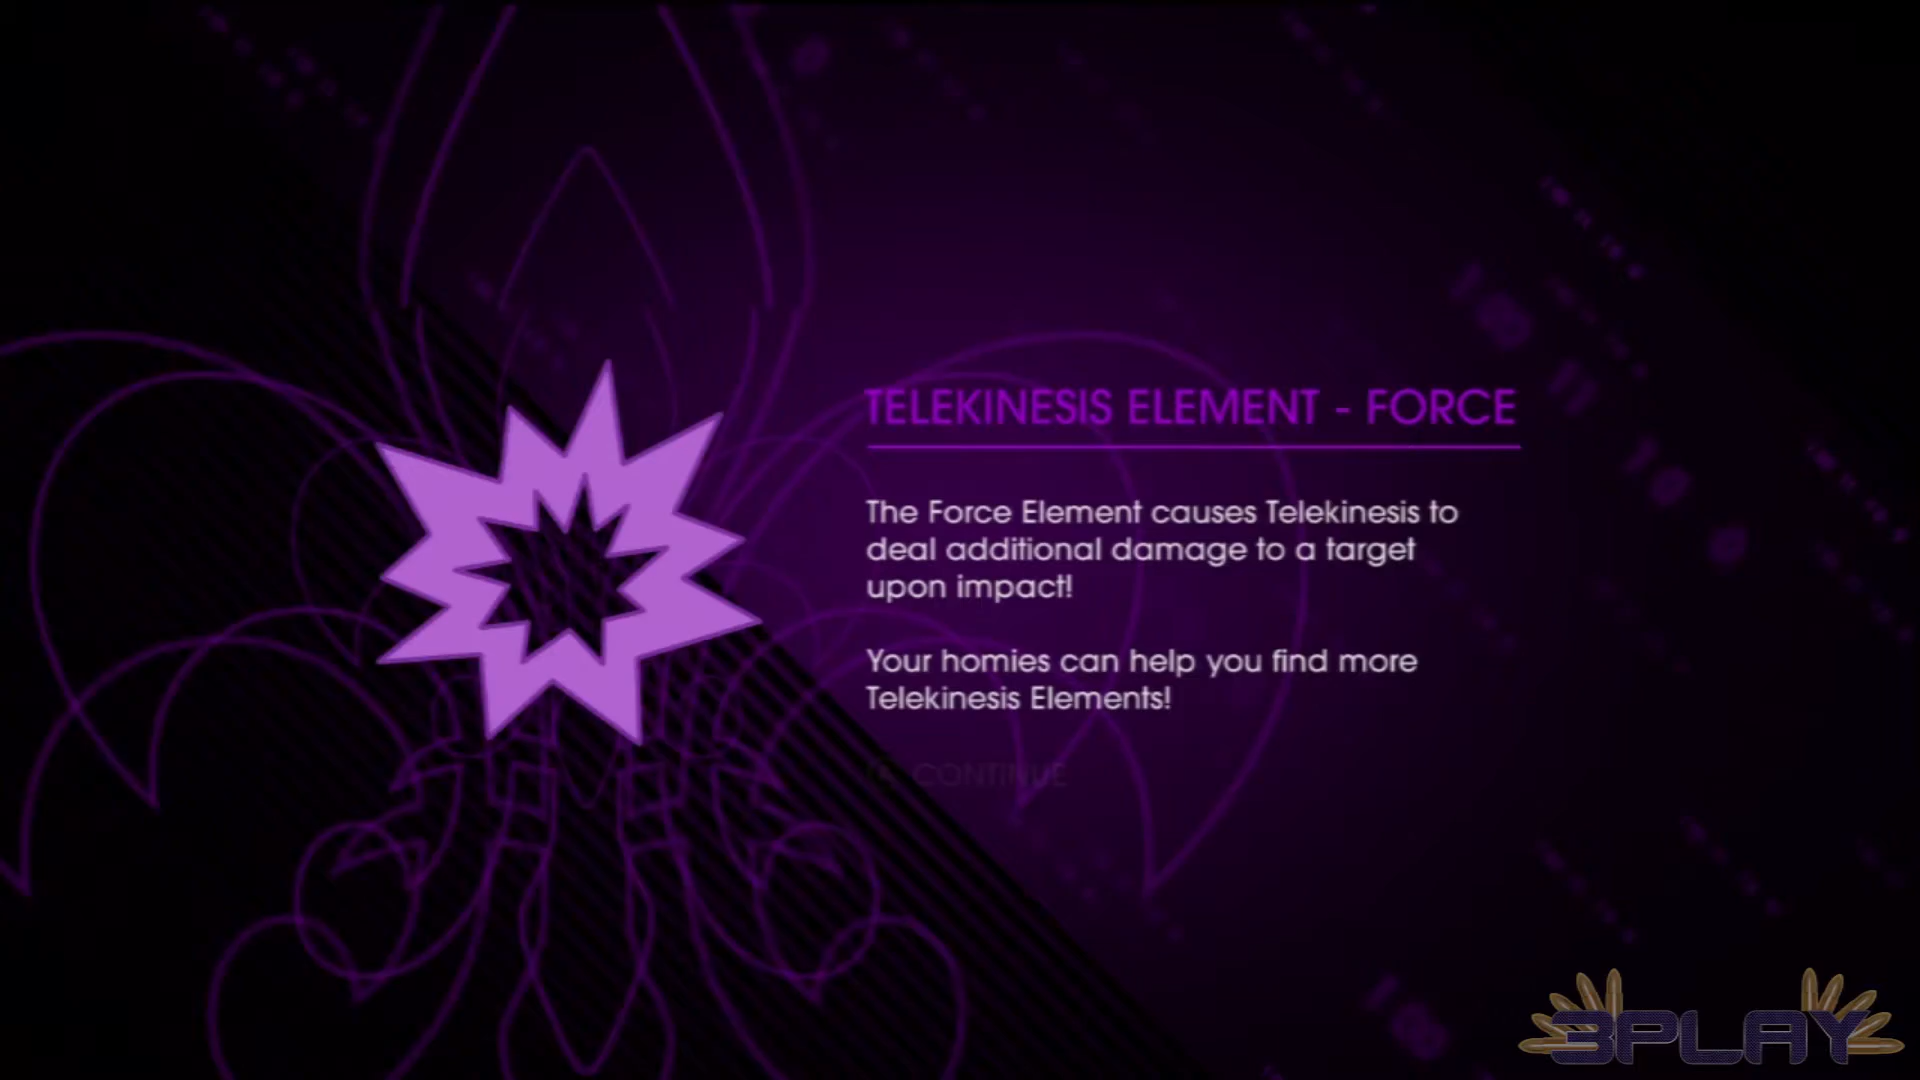 TELEKINESIS ELEMENT - FORCE
The Force Element causes Telekinesis to
deal additional damage to a target
upon impact!
Your homies can help you find more
Telekinesis Elements!
CONTINUE
3PLAY